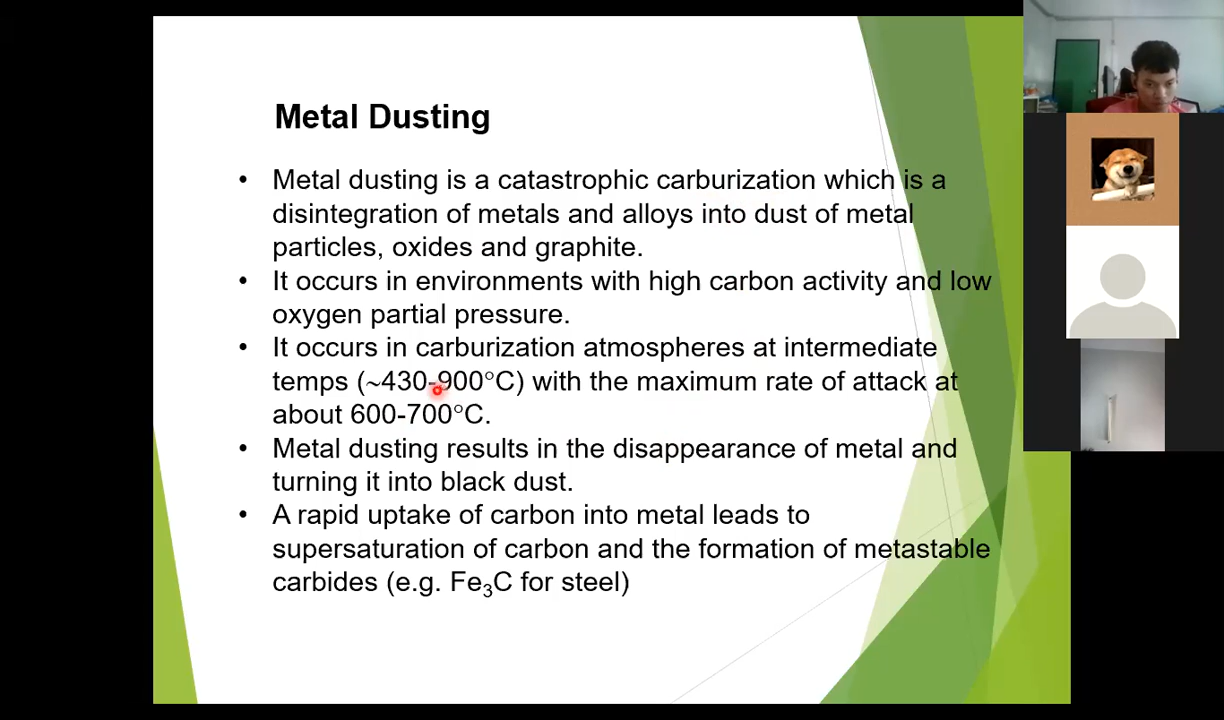 Metal Dusting
• Metal dusting is a catastrophic carburization which is a
disintegration of metals and alloys into dust of metal
particles, oxides and graphite.
• It occurs in environments with high carbon activity and low
oxygen partial pressure.
• It occurs in carburization atmospheres at intermediate
temps (~430-900°C) with the maximum rate of attack at
about 600-700°C.
• Metal dusting results in the disappearance of metal and
turning it into black dust.
• A rapid uptake of carbon into metal leads to
supersaturation of carbon and the formation of metastable
carbides (e.g. Fe₃C for steel)